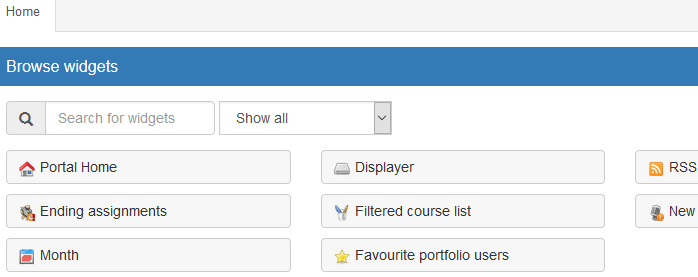 Home
Browse widgets
Search for widgets Show all
Portal Home Displayer RSS
Ending assignments Filtered course list New
Month Favourite portfolio users